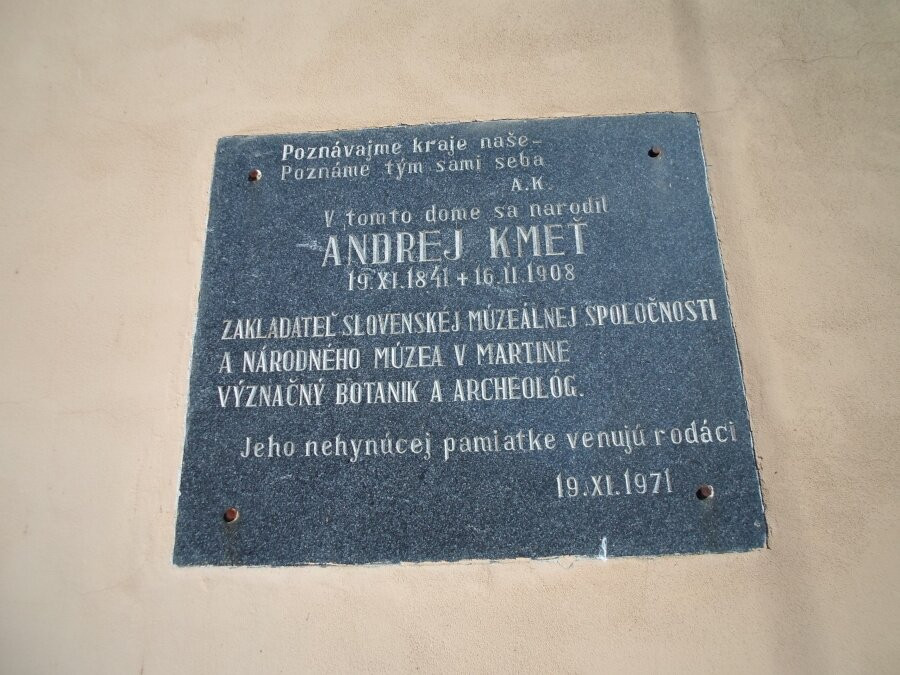 Poznávajme kraje naše-
Poznáme tým sami seba
A.K.
V tomto dome sa narodil
ANDREJ KMEŤ
19.XI.1841 + 16.II.1908
ZAKLADATEĽ SLOVENSKEJ MÚZEÁLNEJ SPOLOČNOSTI
A NÁRODNÉHO MÚZEA V MARTINE
VÝZNAČNÝ BOTANIK A ARCHEOLÓG.
Jeho nehynúcej pamiatke venujú rodáci
19.XI.1971